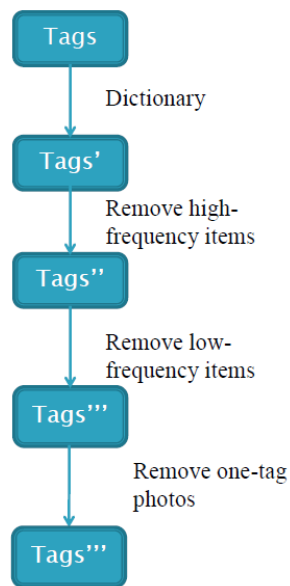 Tags
Dictionary
Tags'
Remove high-
frequency items
Tags''
Remove low-
frequency items
Tags'''
Remove one-tag
photos
Tags'''